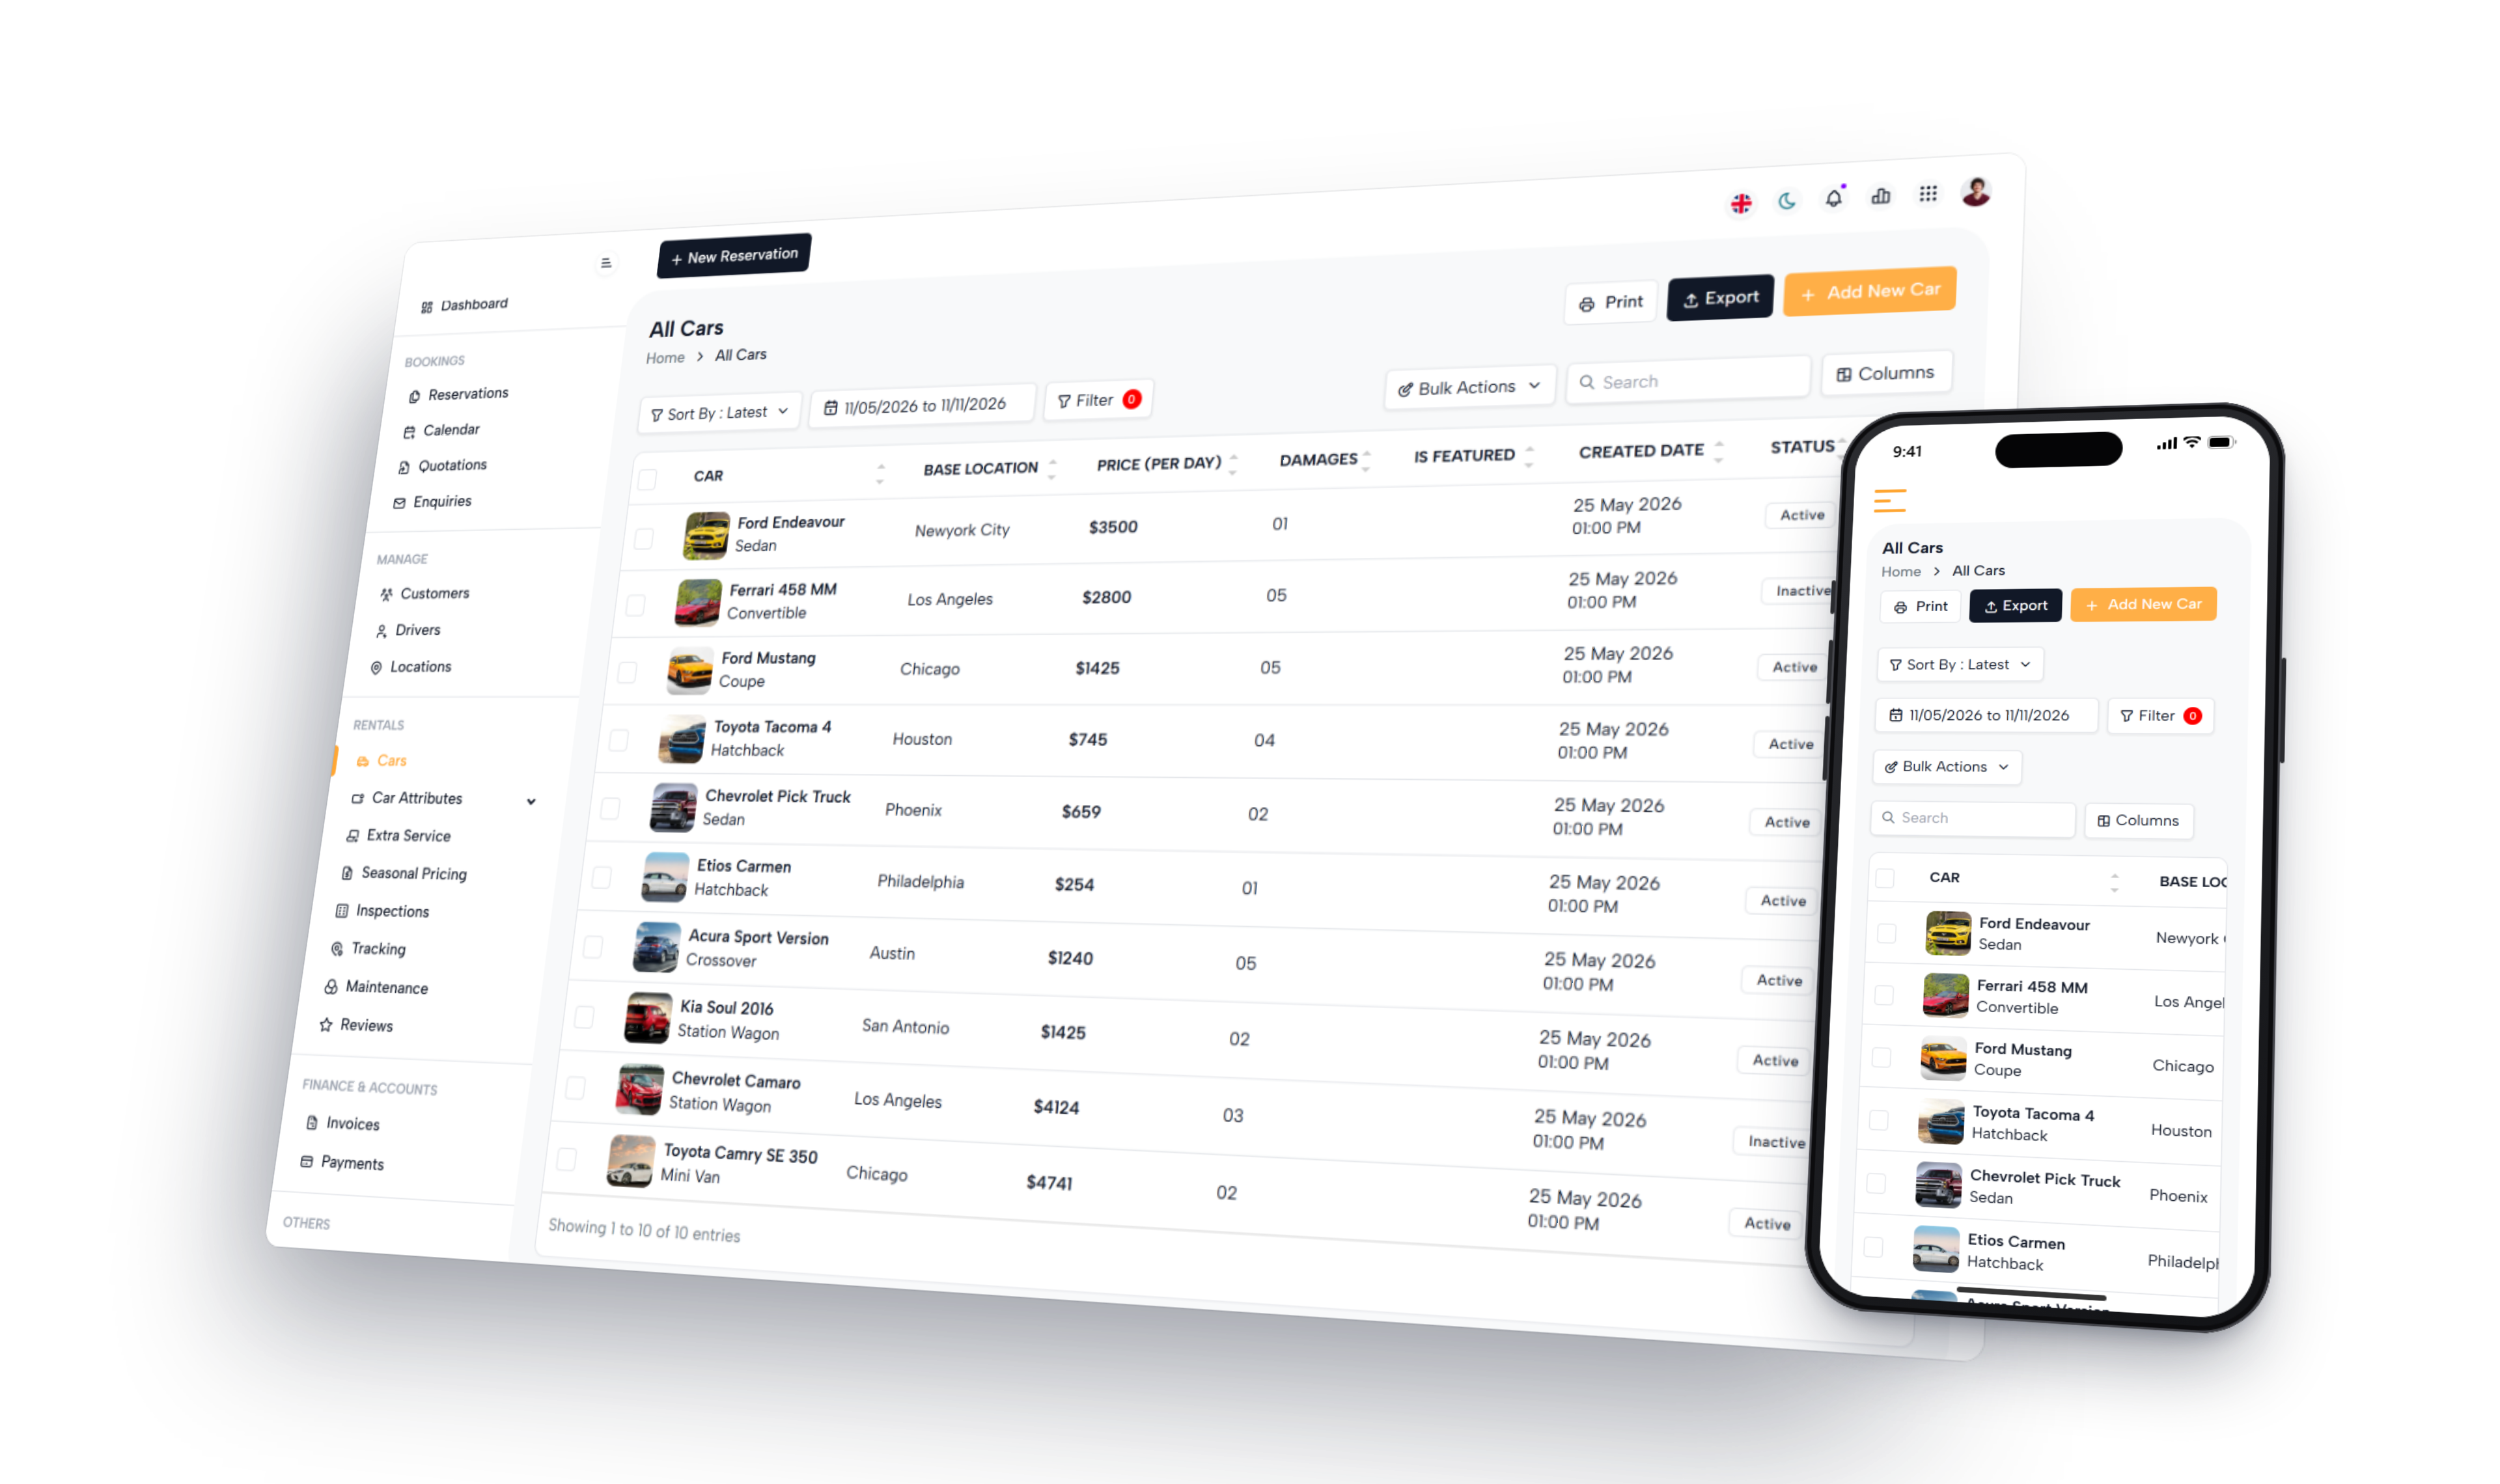 New Reservation
Dashboard
BOOKINGS
Reservations
Calendar
Quotations
Enquiries
MANAGE
Customers
Drivers
Locations
RENTALS
Cars
Car Attributes
Extra Service
Seasonal Pricing
Inspections
Tracking
Maintenance
Reviews
FINANCE & ACCOUNTS
Invoices
Payments
OTHERS
All Cars
Home > All Cars
Print Export + Add New Car
Sort By : Latest 11/05/2026 to 11/11/2026 Filter 0 Bulk Actions Search Columns
CAR BASE LOCATION PRICE (PER DAY) DAMAGES IS FEATURED CREATED DATE STATUS
Ford Endeavour Newyork City $3500 01 25 May 2026 Active
Sedan 01:00 PM
Ferrari 458 MM Los Angeles $2800 05 25 May 2026 Inactive
Convertible 01:00 PM
Ford Mustang Chicago $1425 05 25 May 2026 Active
Coupe 01:00 PM
Toyota Tacoma 4 Houston $745 04 25 May 2026 Active
Hatchback 01:00 PM
Chevrolet Pick Truck Phoenix $659 02 25 May 2026 Active
Sedan 01:00 PM
Etios Carmen Philadelphia $254 01 25 May 2026 Active
Hatchback 01:00 PM
Acura Sport Version Austin $1240 05 25 May 2026 Active
Crossover 01:00 PM
Kia Soul 2016 San Antonio $1425 02 25 May 2026 Active
Station Wagon 01:00 PM
Chevrolet Camaro Los Angeles $4124 03 25 May 2026 Inactive
Station Wagon 01:00 PM
Toyota Camry SE 350 Chicago $4741 02 25 May 2026 Active
Mini Van 01:00 PM
Showing 1 to 10 of 10 entries
9:41
All Cars
Home > All Cars
Print Export + Add New Car
Sort By : Latest
11/05/2026 to 11/11/2026 Filter 0
Bulk Actions
Search Columns
CAR BASE LOC
Ford Endeavour Newyork
Sedan
Ferrari 458 MM Los Angel
Convertible
Ford Mustang Chicago
Coupe
Toyota Tacoma 4 Houston
Hatchback
Chevrolet Pick Truck Phoenix
Sedan
Etios Carmen Philadelph
Hatchback
Acura Sport Version